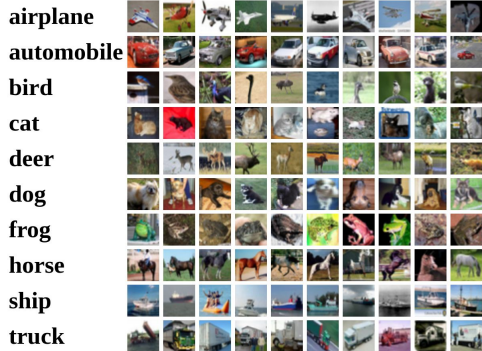 airplane
automobile
bird
cat
deer
dog
frog
horse
ship
truck